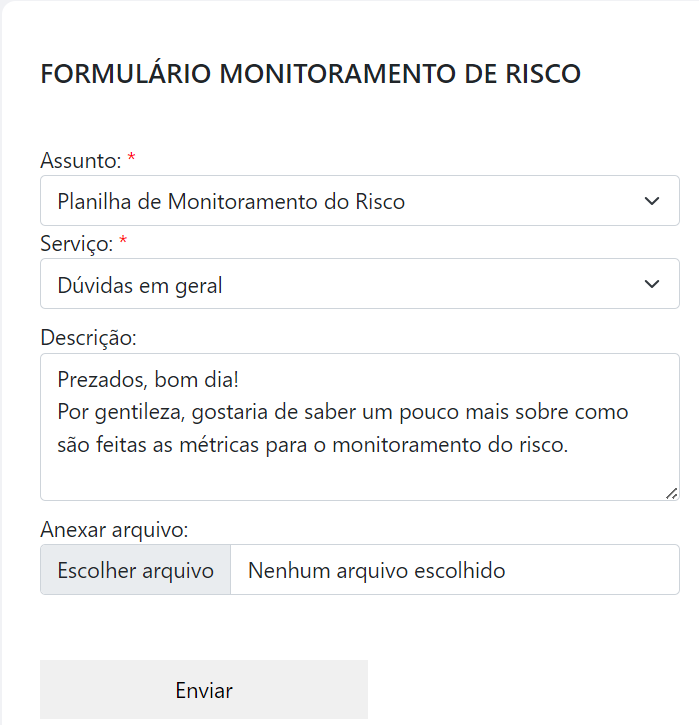 FORMULÁRIO MONITORAMENTO DE RISCO
Assunto: *
Planilha de Monitoramento do Risco
Serviço: *
Dúvidas em geral
Descrição:
Prezados, bom dia!
Por gentileza, gostaria de saber um pouco mais sobre como
são feitas as métricas para o monitoramento do risco.
Anexar arquivo:
Escolher arquivo Nenhum arquivo escolhido
Enviar